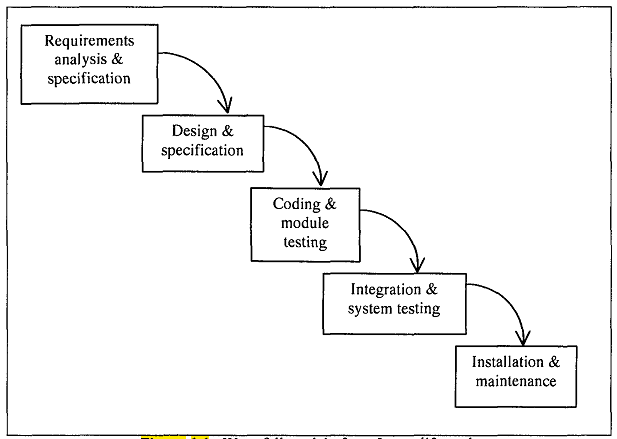 Requirements
analysis &
specification
Design &
specification
Coding &
module
testing
Integration &
system testing
Installation &
maintenance